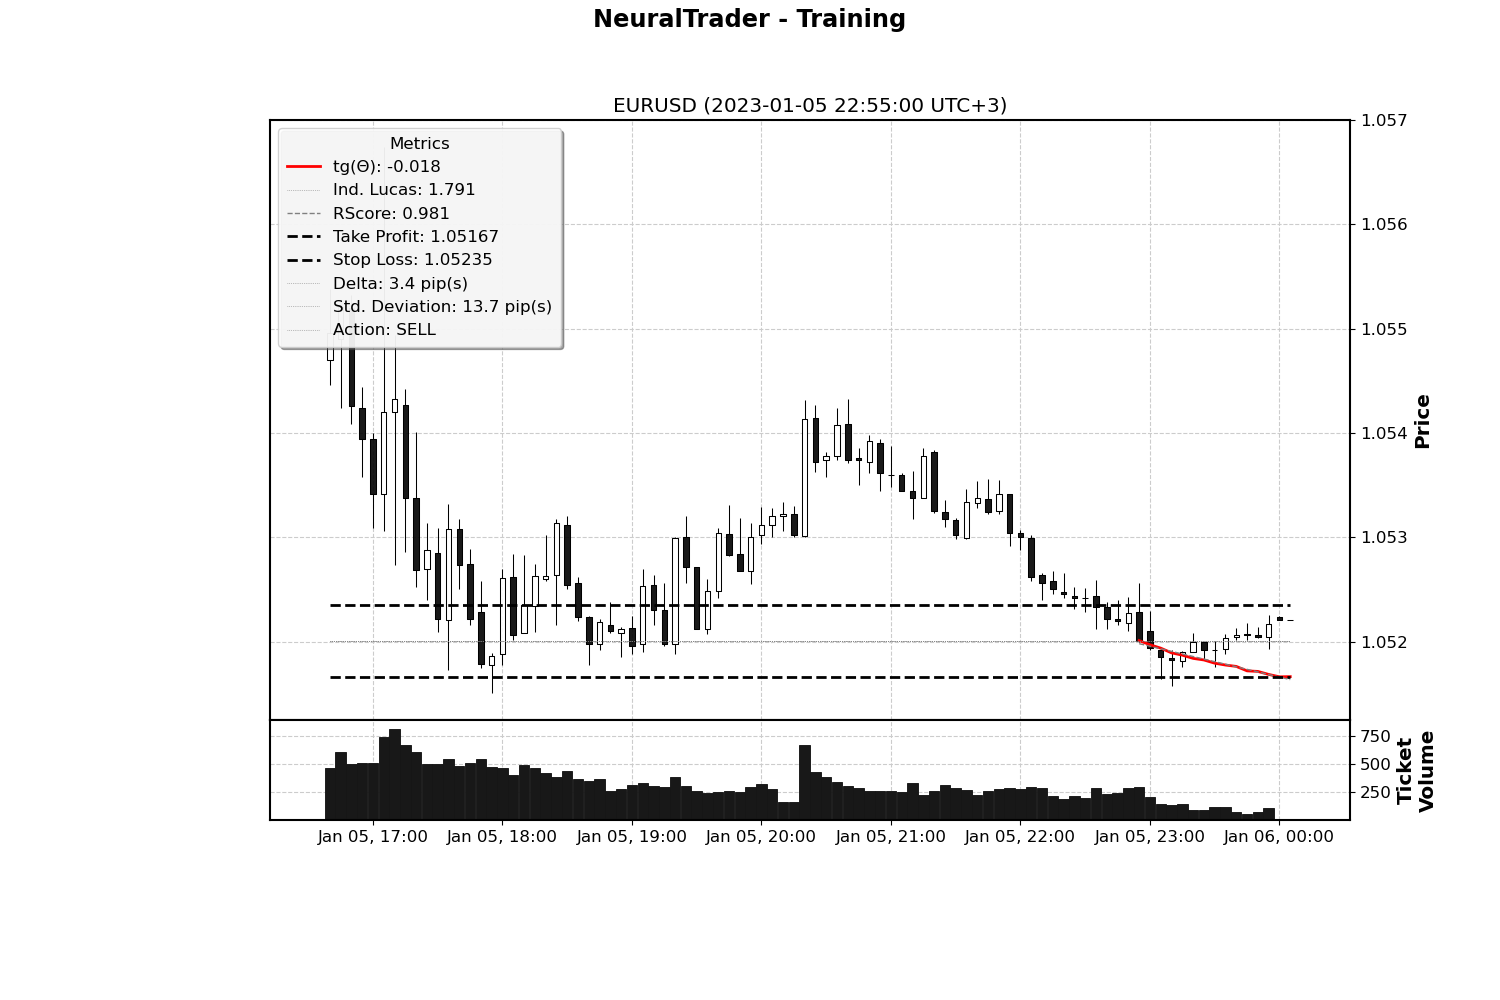 NeuralTrader - Training
EURUSD (2023-01-05 22:55:00 UTC+3)
Metrics
tg(Θ): -0.018
Ind. Lucas: 1.791
RScore: 0.981
Take Profit: 1.05167
Stop Loss: 1.05235
Delta: 3.4 pip(s)
Std. Deviation: 13.7 pip(s)
Action: SELL
1.057
1.056
1.055
1.054
1.053
1.052
Price
750
500
250
Ticket
Volume
Jan 05, 17:00
Jan 05, 18:00
Jan 05, 19:00
Jan 05, 20:00
Jan 05, 21:00
Jan 05, 22:00
Jan 05, 23:00
Jan 06, 00:00